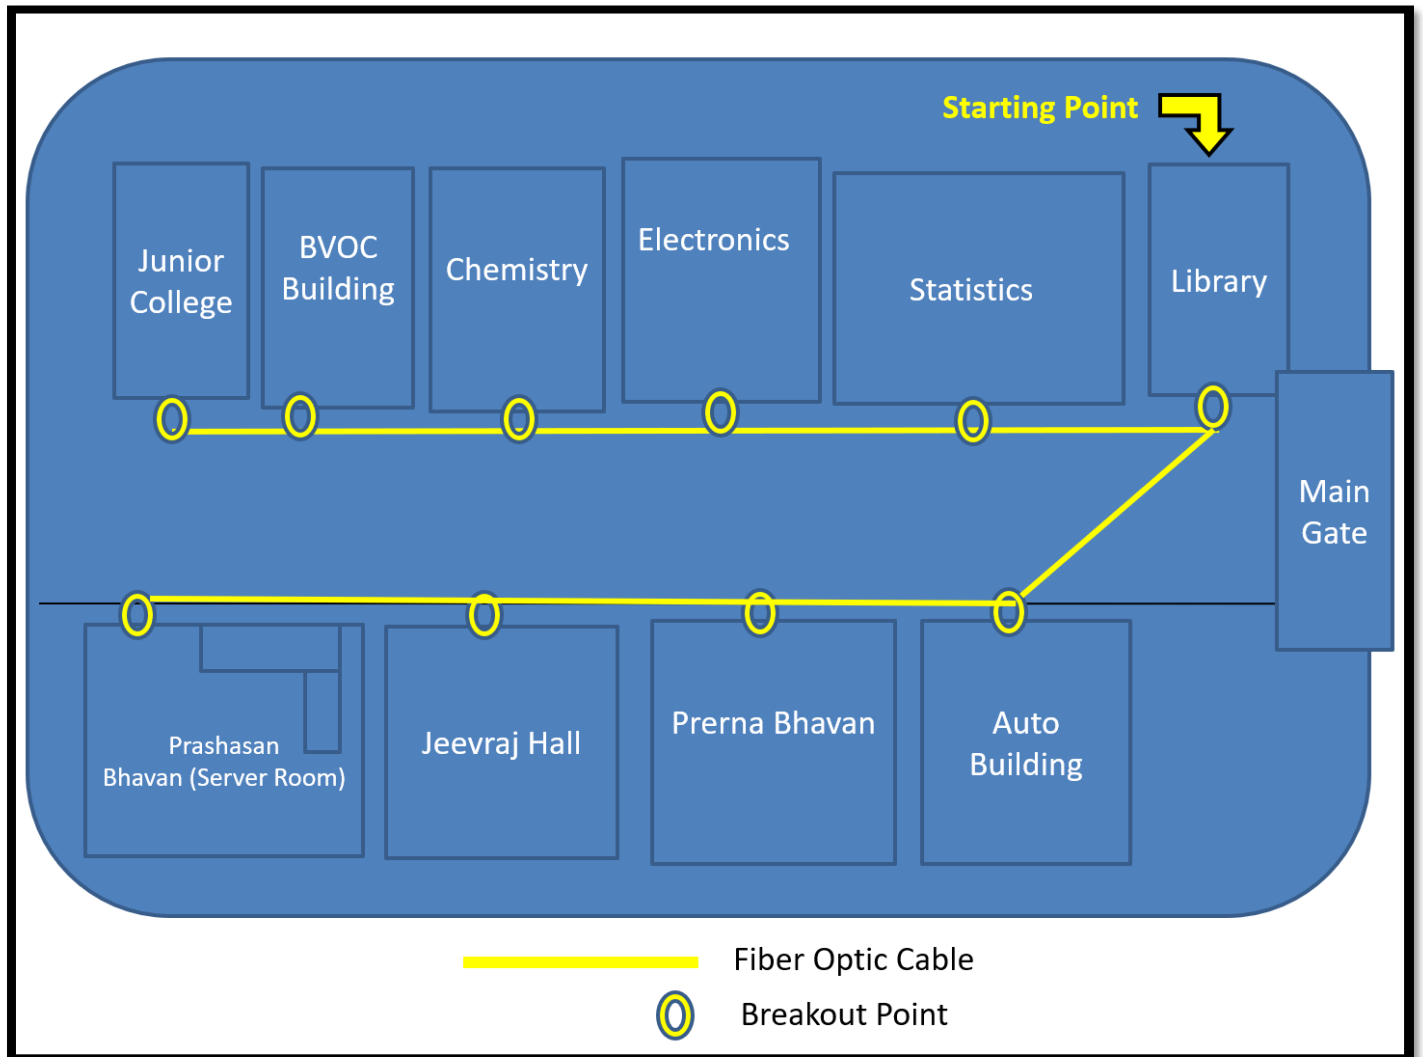 Starting Point
Junior
College
BVOC
Building
Chemistry
Electronics
Statistics
Library
Main
Gate
Prashasan
Bhavan (Server Room)
Jeevraj Hall
Prerna Bhavan
Auto
Building
Fiber Optic Cable
Breakout Point